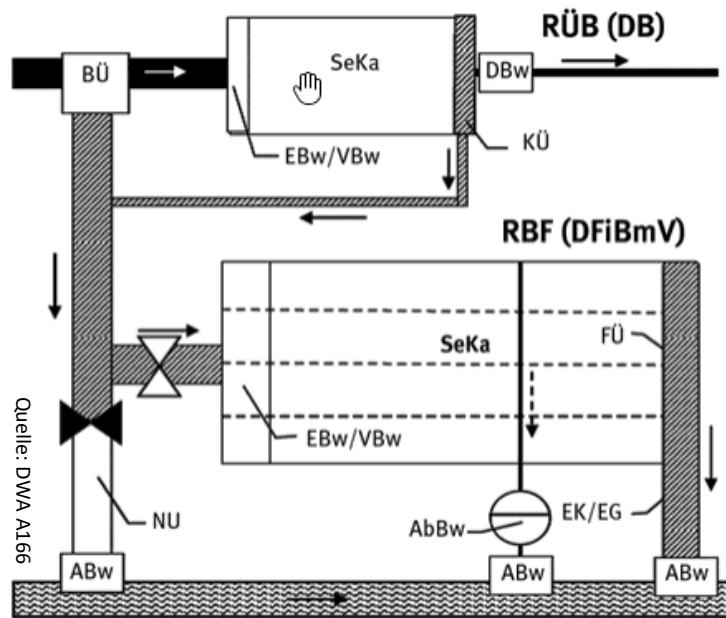 RÜB (DB)
BÜ
SeKa
DBw
KÜ
EBw/VBw
RBF (DFiBmV)
SeKa
FÜ
EBw/VBw
Quelle: DWA A166
NU
AbBw
EK/EG
ABw
ABw
ABw